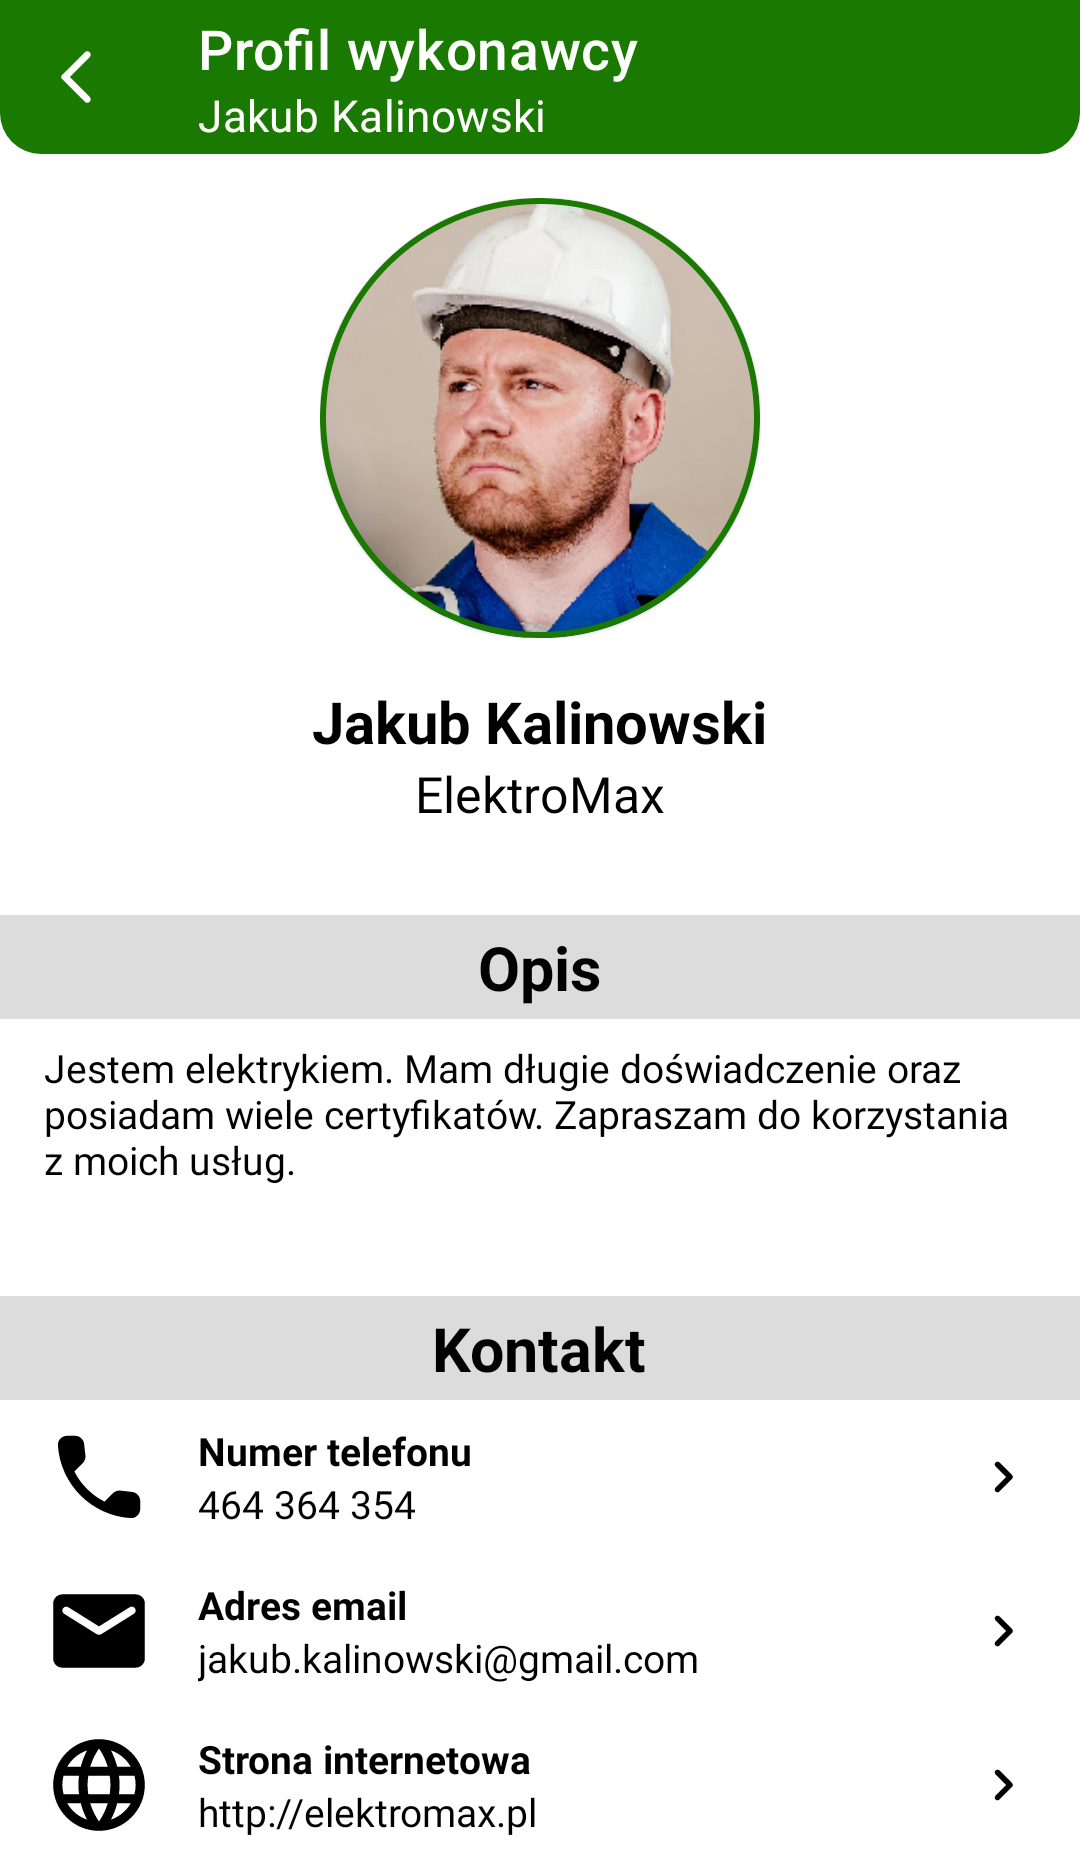 Profil wykonawcy
Jakub Kalinowski
Jakub Kalinowski
ElektroMax
Opis
Jestem elektrykiem. Mam długie doświadczenie oraz
posiadam wiele certyfikatów. Zapraszam do korzystania
z moich usług.
Kontakt
Numer telefonu
464 364 354
Adres email
jakub.kalinowski@gmail.com
Strona internetowa
http://elektromax.pl